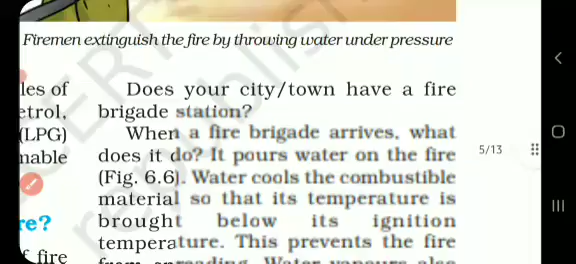 Firemen extinguish the fire by throwing water under pressure
les of
etrol,
(LPG)
nable
re?
fire
Does your city/town have a fire
brigade station?
When a fire brigade arrives, what
does it do? It pours water on the fire
(Fig. 6.6). Water cools the combustible
material so that its temperature is
brought below its ignition
temperature. This prevents the fire
5/13